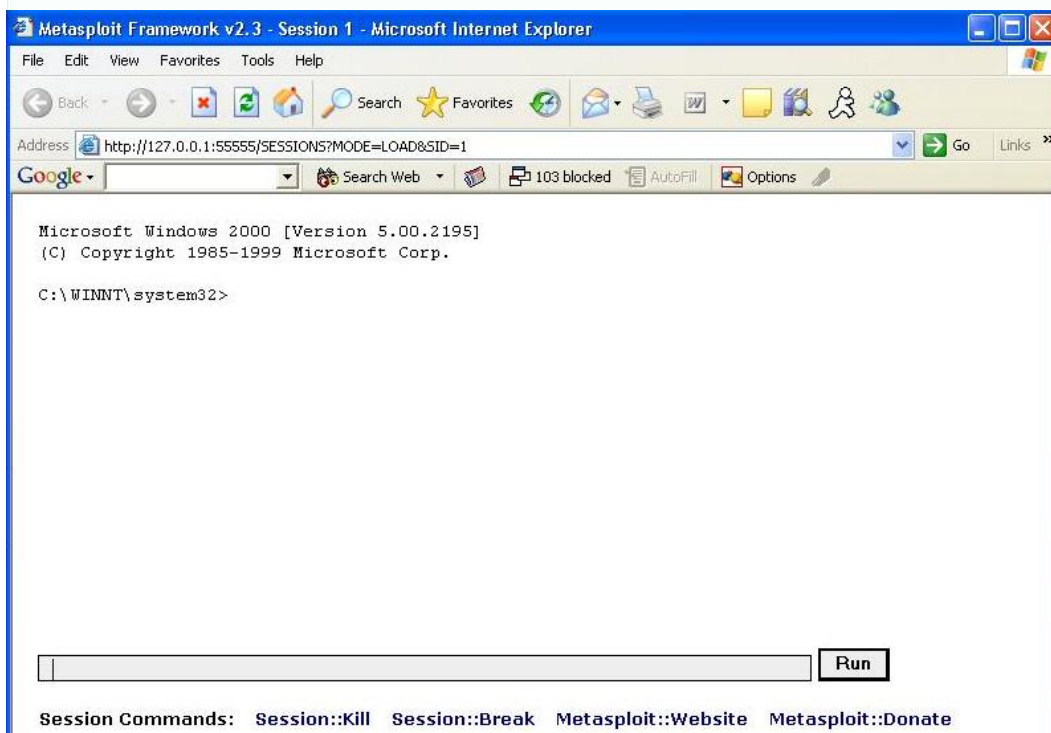 Metasploit Framework v2.3 - Session 1 - Microsoft Internet Explorer
File Edit View Favorites Tools Help
Back Search Favorites
Address http://127.0.0.1:55555/SESSIONS?MODE=LOAD&SID=1 Go Links »
Google Search Web 103 blocked AutoFill Options
Microsoft Windows 2000 [Version 5.00.2195]
(C) Copyright 1985-1999 Microsoft Corp.
C:\WINNT\system32>
Run
Session Commands: Session::Kill Session::Break Metasploit::Website Metasploit::Donate